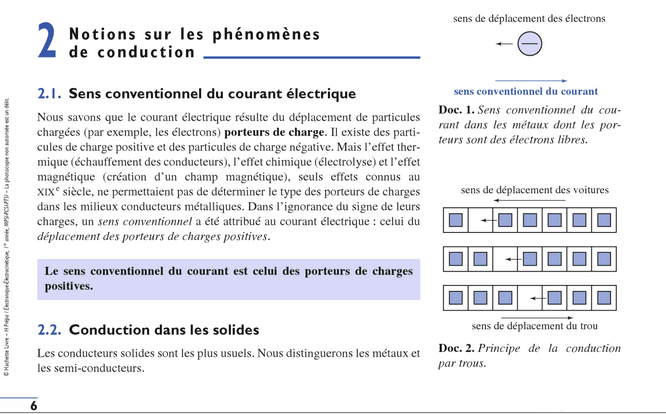 2 Notions sur les phénomènes
de conduction
2.1. Sens conventionnel du courant électrique
Nous savons que le courant électrique résulte du déplacement de particules
chargées (par exemple, les électrons) porteurs de charge. Il existe des parti-
cules de charge positive et des particules de charge négative. Mais l'effet ther-
mique (échauffement des conducteurs), l'effet chimique (électrolyse) et l'effet
magnétique (création d'un champ magnétique), seuls effets connus au
XIXe siècle, ne permettaient pas de déterminer le type des porteurs de charges
dans les milieux conducteurs métalliques. Dans l'ignorance du signe de leurs
charges, un sens conventionnel a été attribué au courant électrique : celui du
déplacement des porteurs de charges positives.
Le sens conventionnel du courant est celui des porteurs de charges
positives.
2.2. Conduction dans les solides
Les conducteurs solides sont les plus usuels. Nous distinguerons les métaux et
les semi-conducteurs.
sens de déplacement des électrons
sens conventionnel du courant
Doc. 1. Sens conventionnel du cou-
rant dans les métaux dont les por-
teurs sont des électrons libres.
sens de déplacement des voitures
sens de déplacement du trou
Doc. 2. Principe de la conduction
par trous.
© Hachette Livre – H Prépa / Électronique-Électrocinétique, 1re année, MPSI-PCSI-PTSI – La photocopie non autorisée est un délit.
6